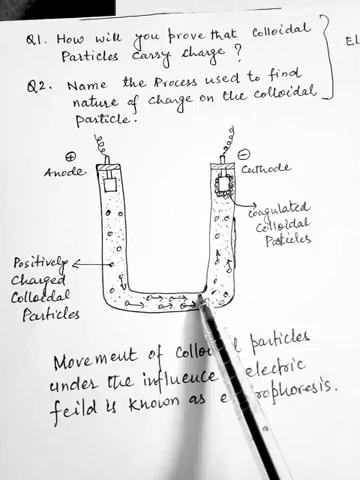 Q1. How will you prove that colloidal
Particles carry charge?
El
Q2. Name the Process used to find
nature of charge on the colloidal
particle.
+
Anode
−
Cathode
Coagulated
Colloidal
Particles
Positively
Charged
Colloidal
Particles
Movement of particles
under the influence electric
feild is known as